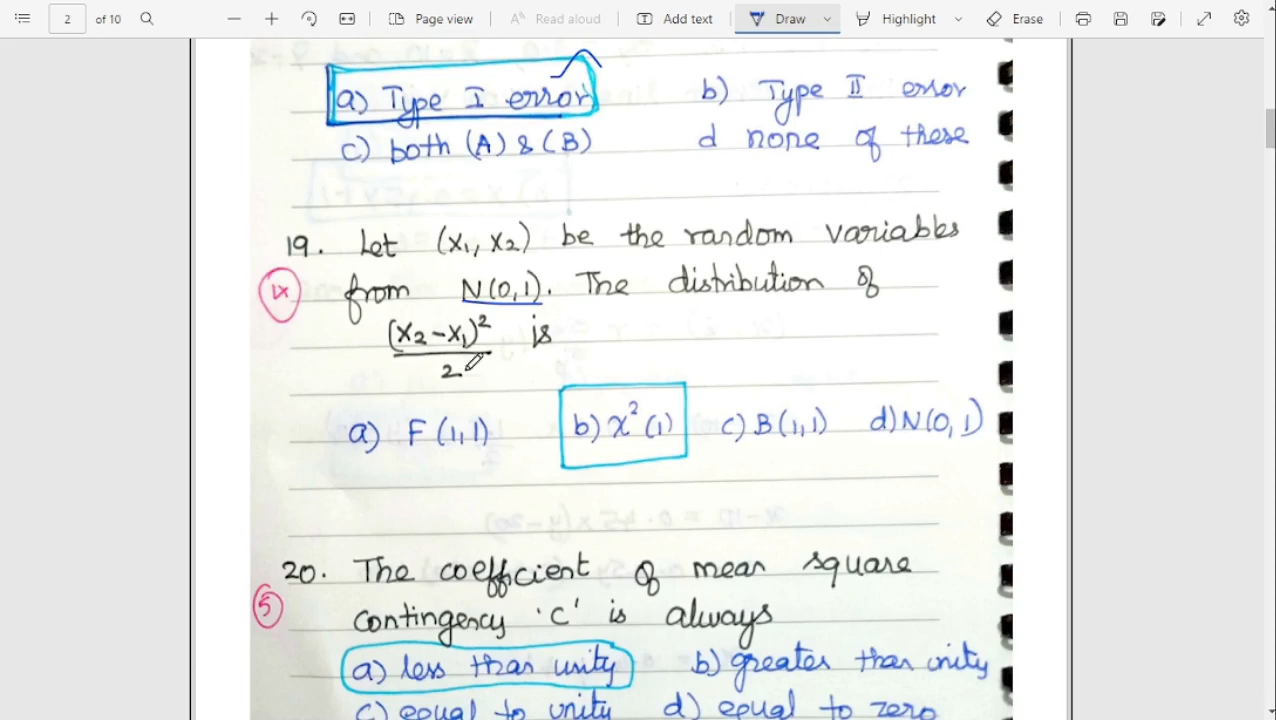 2 of 10 Page view Read aloud Add text Draw Highlight Erase
a) Type I error b) Type II error
c) both (A) & (B) d none of these
19. Let (x₁, x₂) be the random variables
ix from N(0,1). The distribution of
(x₂-x₁)² is
2
a) F(1,1) b) χ²(1) c) B(1,1) d) N(0,1)
20. The coefficient of mean square
5 contingency 'c' is always
a) less than unity b) greater than unity
c) equal to unity d) equal to zero